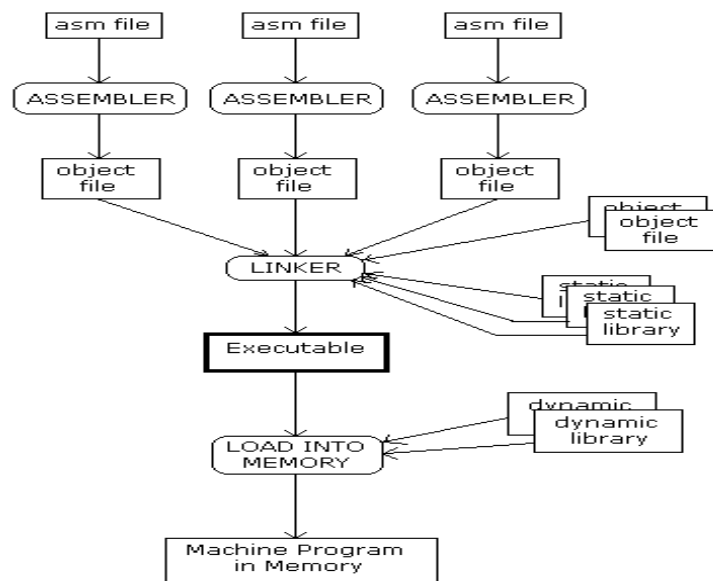 asm file
asm file
asm file
ASSEMBLER
ASSEMBLER
ASSEMBLER
object
file
object
file
object
file
object
object
file
LINKER
static
static
static
library
Executable
dynamic
dynamic
library
LOAD INTO
MEMORY
Machine Program
in Memory